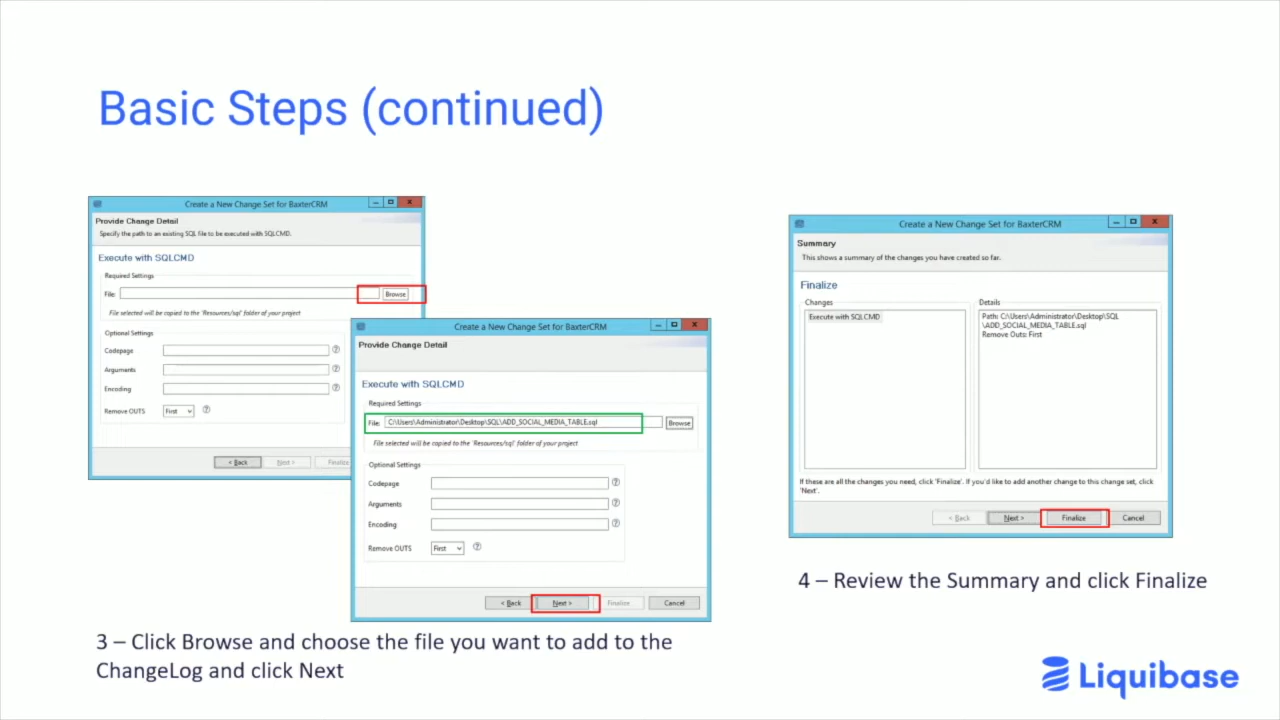 Basic Steps (continued)
Create a New Change Set for BaxterCRM
Provide Change Detail
Specify the path to an existing SQL file to be executed with SQLCMD.
Execute with SQLCMD
Required Settings
File:
Browse
File selected will be copied to the 'Resources/sql' folder of your project
Optional Settings
Codepage
Arguments
Encoding
Remove OUTS First
< Back Next > Finalize
Create a New Change Set for BaxterCRM
Provide Change Detail
Execute with SQLCMD
Required Settings
File: C:\Users\Administrator\Desktop\SQL\ADD_SOCIAL_MEDIA_TABLE.sql Browse
File selected will be copied to the 'Resources/sql' folder of your project
Optional Settings
Codepage
Arguments
Encoding
Remove OUTS First
< Back Next > Finalize Cancel
3 – Click Browse and choose the file you want to add to the
ChangeLog and click Next
Create a New Change Set for BaxterCRM
Summary
This shows a summary of the changes you have created so far.
Finalize
Changes
Execute with SQLCMD
Details
Path: C:\Users\Administrator\Desktop\SQL
\ADD_SOCIAL_MEDIA_TABLE.sql
Remove Outs: First
If these are all the changes you need, click 'Finalize'. If you'd like to add another change to this change set, click
'Next'.
< Back Next > Finalize Cancel
4 – Review the Summary and click Finalize
Liquibase